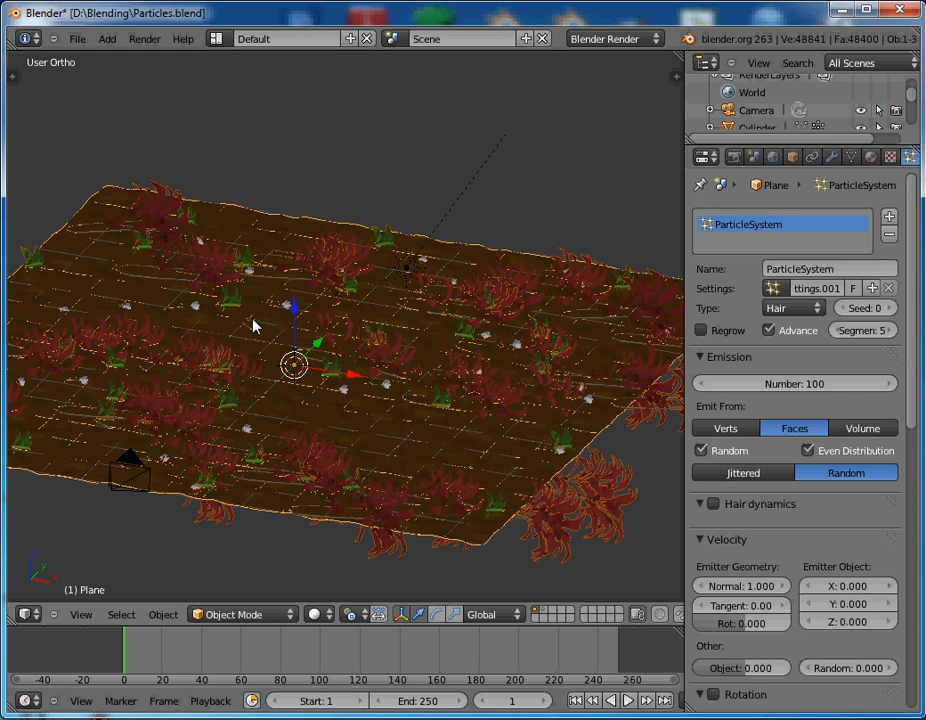 Blender* [D:\Blending\Particles.blend]
File Add Render Help Default Scene Blender Render blender.org 263 | Ve:48841 | Fa:48400 | Ob:1-3
User Ortho
View Search All Scenes
RenderLayers
World
Camera
Cylinder
Plane ParticleSystem
ParticleSystem
Name: ParticleSystem
Settings: ttings.001 F
Type: Hair Seed: 0
Regrow Advance Segmen: 5
Emission
Number: 100
Emit From:
Verts Faces Volume
Random Even Distribution
Jittered Random
Hair dynamics
Velocity
Emitter Geometry: Emitter Object:
Normal: 1.000 X: 0.000
Tangent: 0.00 Y: 0.000
Rot: 0.000 Z: 0.000
Other:
Object: 0.000 Random: 0.000
Rotation
z
y
x
(1) Plane
View Select Object Object Mode Global
-40 -20 0 20 40 60 80 100 120 140 160 180 200 220 240 260
View Marker Frame Playback Start: 1 End: 250 1